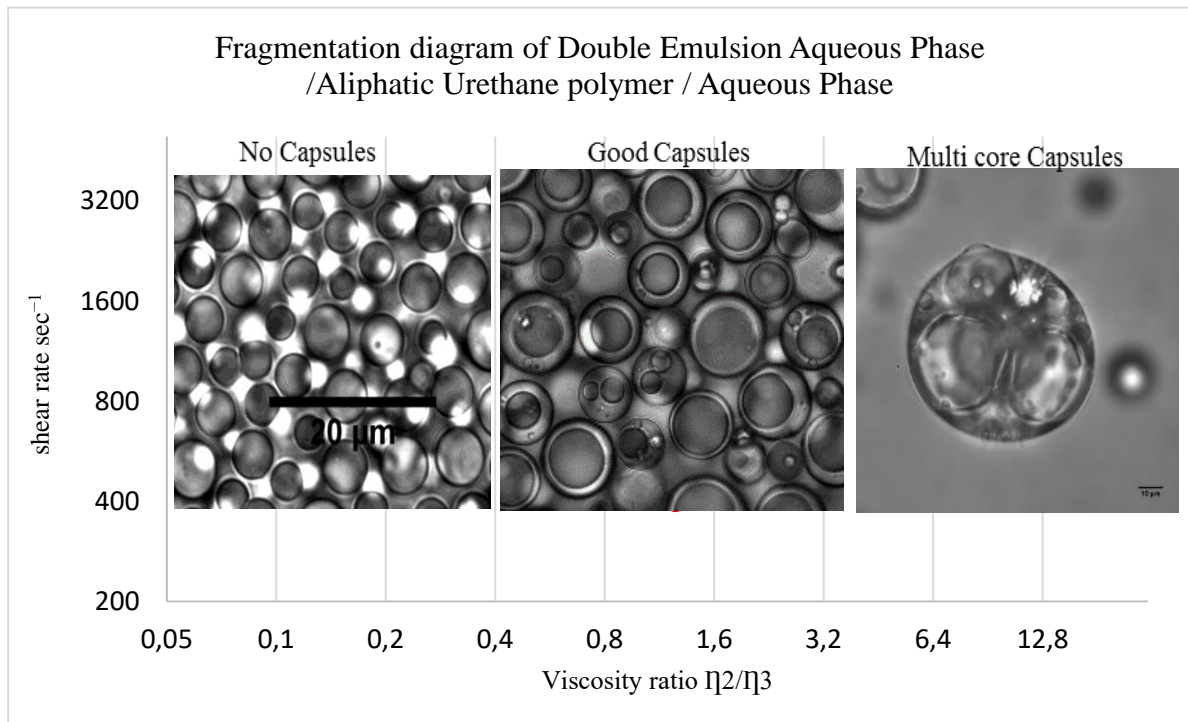 Fragmentation diagram of Double Emulsion Aqueous Phase
/Aliphatic Urethane polymer / Aqueous Phase
No Capsules
Good Capsules
Multi core Capsules
3200
1600
800
400
200
shear rate sec⁻¹
20 µm
10 µm
0,05 0,1 0,2 0,4 0,8 1,6 3,2 6,4 12,8
Viscosity ratio Ƞ2/Ƞ3